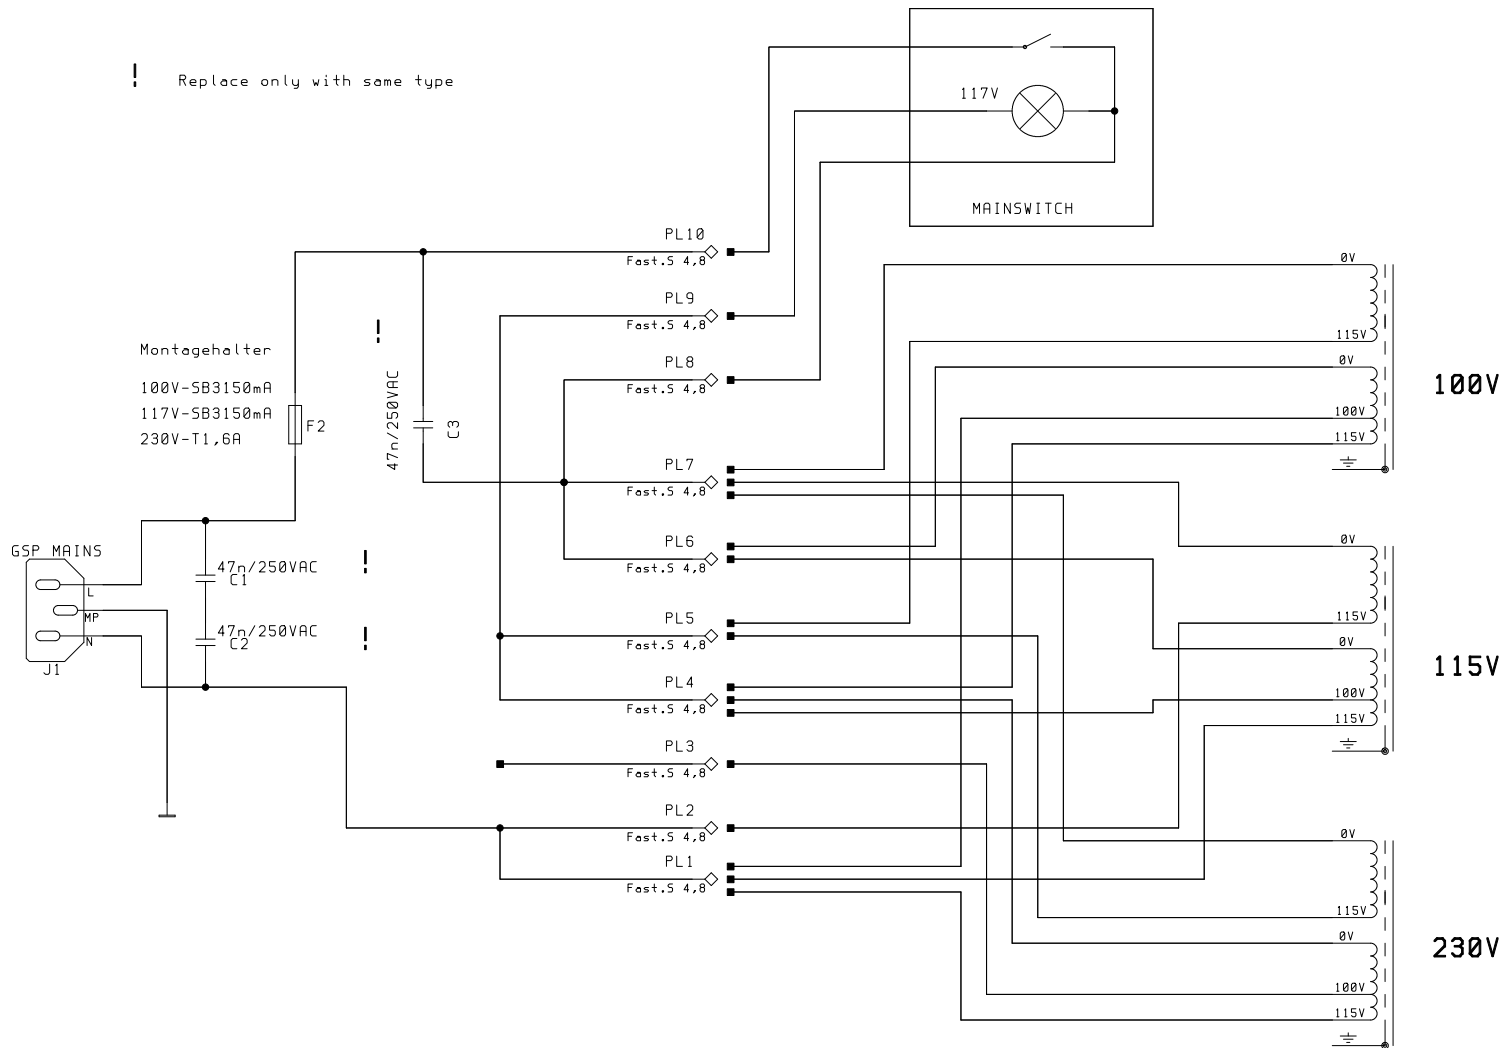 !
Replace only with same type
117V
MAINSWITCH
PL10
Fast.S 4,8
PL9
Fast.S 4,8
PL8
Fast.S 4,8
PL7
Fast.S 4,8
PL6
Fast.S 4,8
PL5
Fast.S 4,8
PL4
Fast.S 4,8
PL3
Fast.S 4,8
PL2
Fast.S 4,8
PL1
Fast.S 4,8
!
Montagehalter
100V-SB3150mA
117V-SB3150mA
230V-T1,6A
F2
47n/250VAC
C3
GSP MAINS
L
MP
N
J1
47n/250VAC
C1
!
47n/250VAC
C2
!
0V
115V
0V
100V
115V
100V
0V
115V
0V
100V
115V
115V
0V
115V
0V
100V
115V
230V